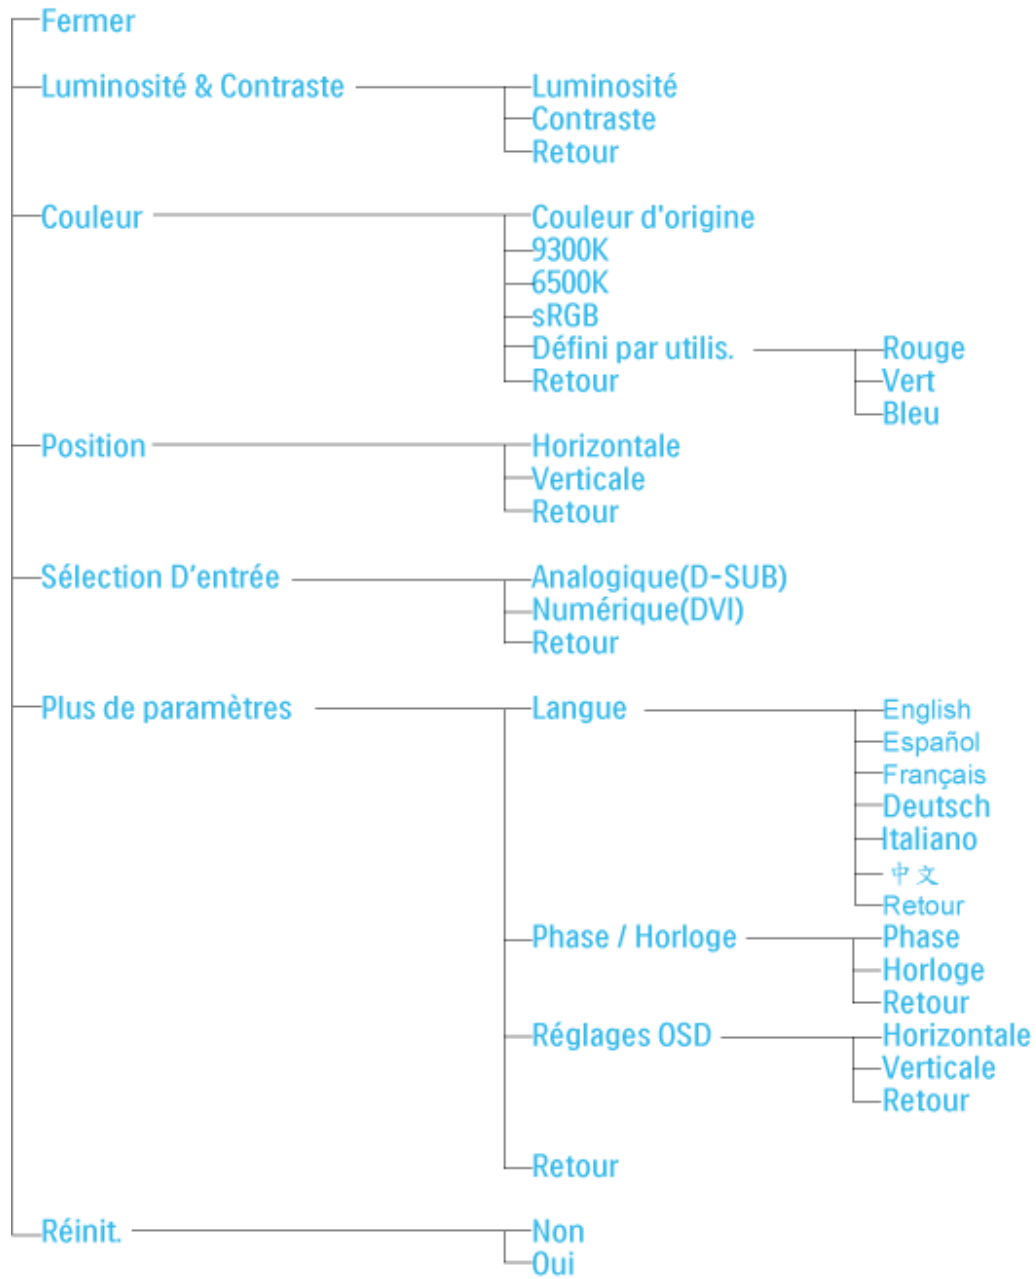 Fermer
Luminosité & Contraste
Luminosité
Contraste
Retour
Couleur
Couleur d'origine
9300K
6500K
sRGB
Défini par utilis.
Rouge
Vert
Bleu
Retour
Position
Horizontale
Verticale
Retour
Sélection D’entrée
Analogique(D-SUB)
Numérique(DVI)
Retour
Plus de paramètres
Langue
English
Español
Français
Deutsch
Italiano
中文
Retour
Phase / Horloge
Phase
Horloge
Retour
Réglages OSD
Horizontale
Verticale
Retour
Retour
Réinit.
Non
Oui